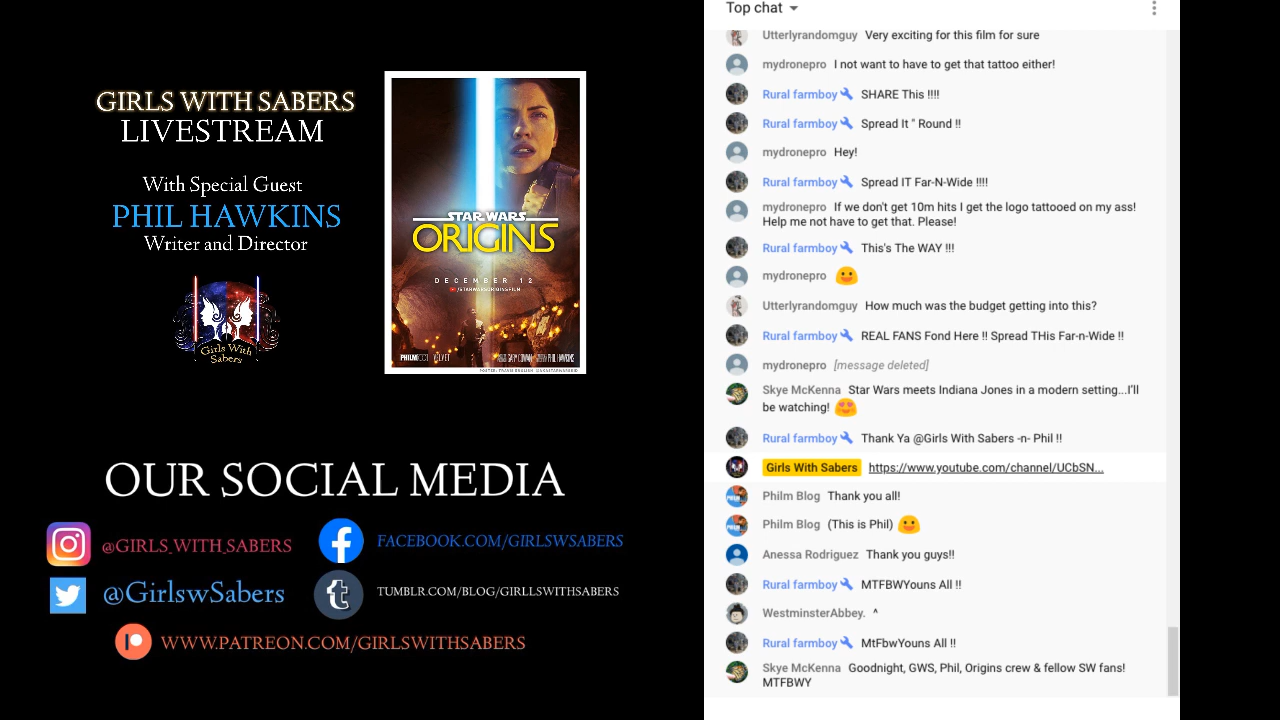 GIRLS WITH SABERS
LIVESTREAM
With Special Guest
PHIL HAWKINS
Writer and Director
Girls With
Sabers
STAR WARS
ORIGINS
DECEMBER 12
/STARWARSORIGINSFILM
OUR SOCIAL MEDIA
@GIRLS_WITH_SABERS
FACEBOOK.COM/GIRLSWSABERS
@GirlswSabers
TUMBLR.COM/BLOG/GIRLLSWITHSABERS
WWW.PATREON.COM/GIRLSWITHSABERS
Top chat
Utterlyrandomguy Very exciting for this film for sure
mydronepro I not want to have to get that tattoo either!
Rural farmboy SHARE This !!!!
Rural farmboy Spread It " Round !!
mydronepro Hey!
Rural farmboy Spread IT Far-N-Wide !!!!
mydronepro If we don't get 10m hits I get the logo tattooed on my ass!
Help me not have to get that. Please!
Rural farmboy This's The WAY !!!
mydronepro
Utterlyrandomguy How much was the budget getting into this?
Rural farmboy REAL FANS Fond Here !! Spread THis Far-n-Wide !!
mydronepro [message deleted]
Skye McKenna Star Wars meets Indiana Jones in a modern setting...I'll
be watching!
Rural farmboy Thank Ya @Girls With Sabers -n- Phil !!
Girls With Sabers https://www.youtube.com/channel/UCbSN...
Philm Blog Thank you all!
Philm Blog (This is Phil)
Anessa Rodriguez Thank you guys!!
Rural farmboy MTFBWYouns All !!
WestminsterAbbey. ^
Rural farmboy MtFbwYouns All !!
Skye McKenna Goodnight, GWS, Phil, Origins crew & fellow SW fans!
MTFBWY